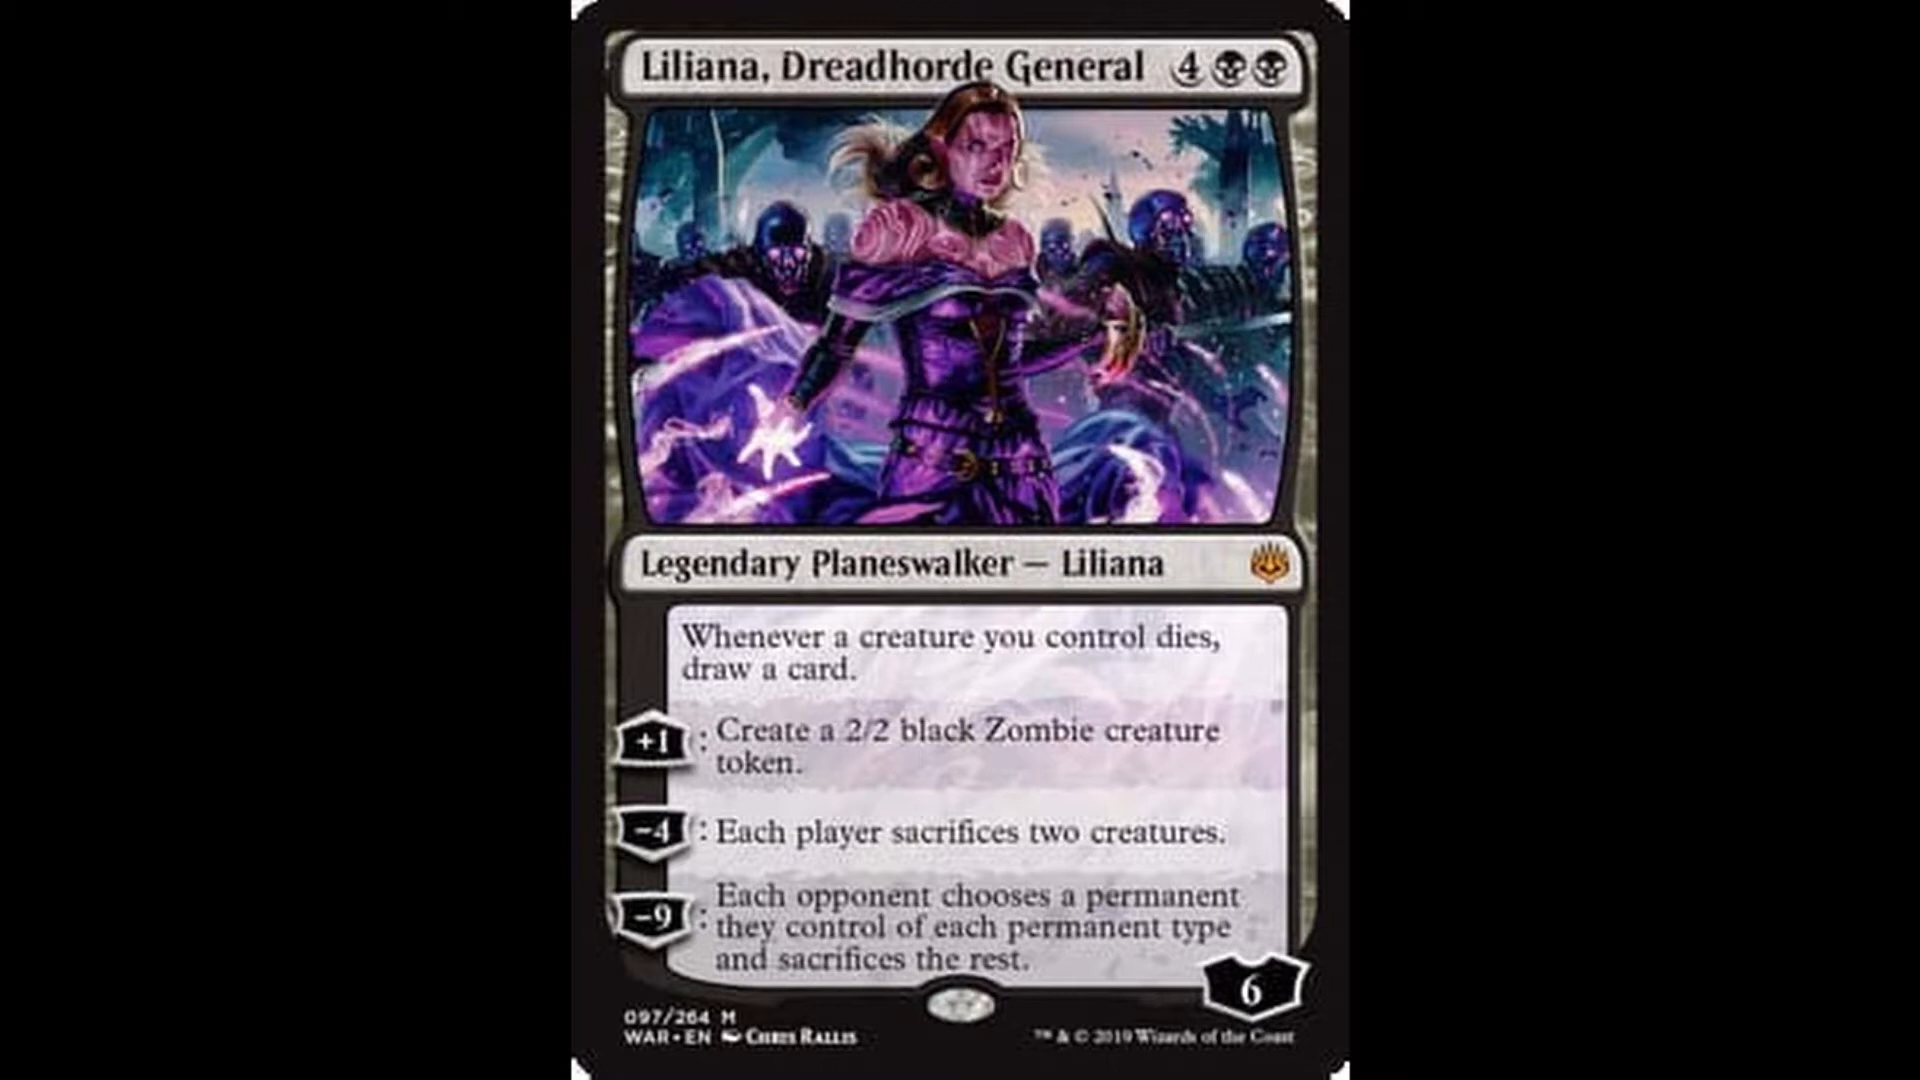 Liliana, Dreadhorde General 4
Legendary Planeswalker — Liliana
Whenever a creature you control dies,
draw a card.
+1 : Create a 2/2 black Zombie creature
token.
−4 : Each player sacrifices two creatures.
Each opponent chooses a permanent
−9 : they control of each permanent type
and sacrifices the rest.
6
097/264 M
WAR • EN Chris Rallis
™ & © 2019 Wizards of the Coast